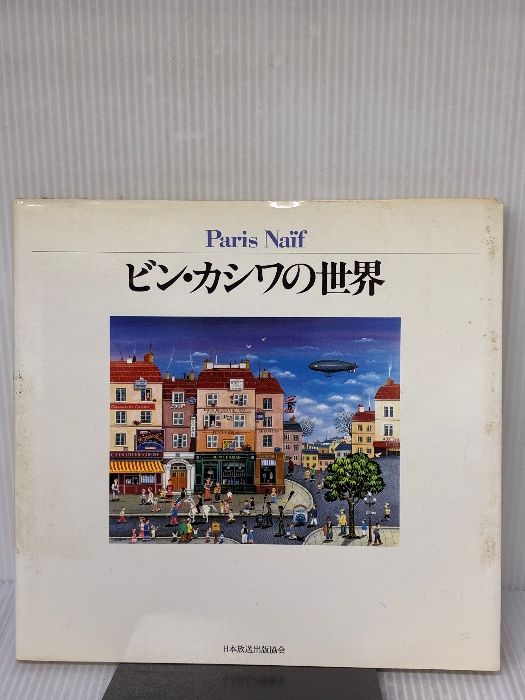 Paris Naïf
ビン・カシワの世界
日本放送出版協会